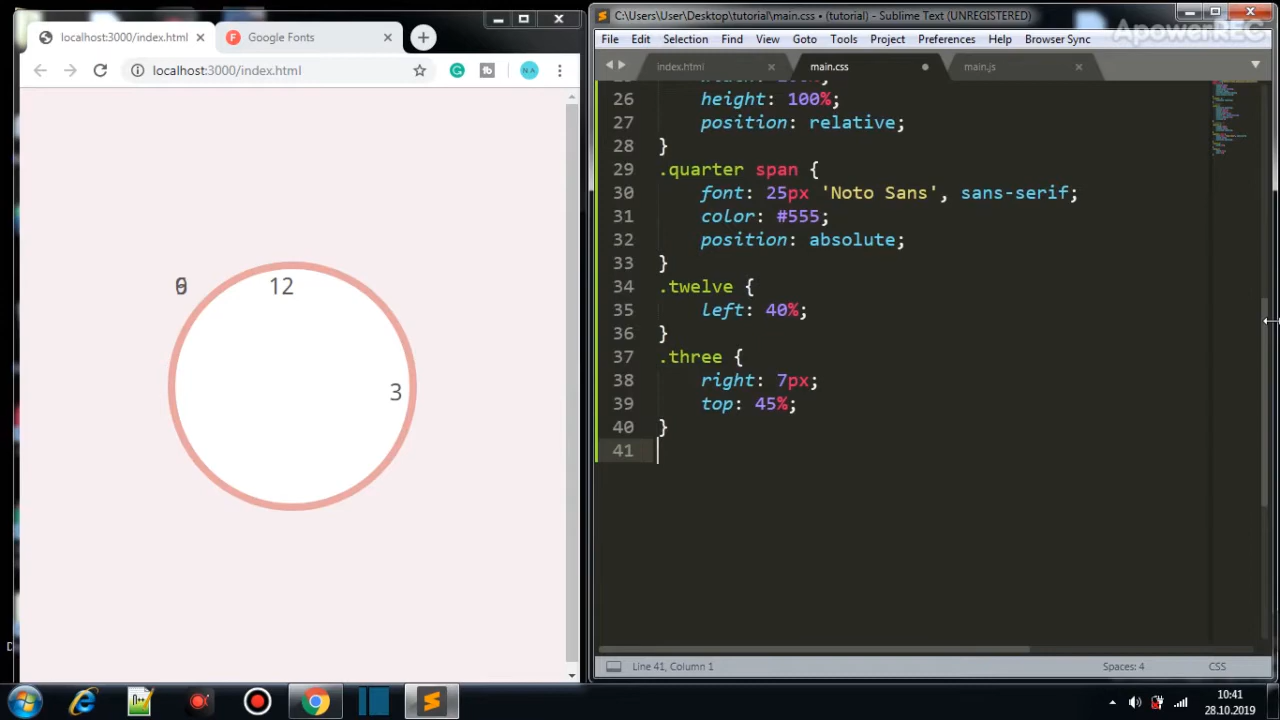 localhost:3000/index.html
Google Fonts
localhost:3000/index.html
12
3
C:\Users\User\Desktop\tutorial\main.css • (tutorial) - Sublime Text (UNREGISTERED)
ApowerREC
File Edit Selection Find View Goto Tools Project Preferences Help Browser Sync
index.html main.css main.js
26 height: 100%;
27 position: relative;
28 }
29 .quarter span {
30 font: 25px 'Noto Sans', sans-serif;
31 color: #555;
32 position: absolute;
33 }
34 .twelve {
35 left: 40%;
36 }
37 .three {
38 right: 7px;
39 top: 45%;
40 }
41
Line 41, Column 1
Spaces: 4
CSS
10:41
28.10.2019